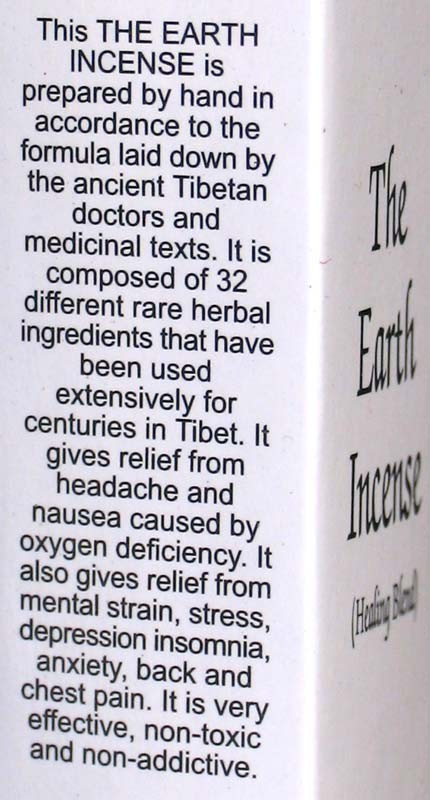 This THE EARTH
INCENSE is
prepared by hand in
accordance to the
formula laid down by
the ancient Tibetan
doctors and
medicinal texts. It is
composed of 32
different rare herbal
ingredients that have
been used
extensively for
centuries in Tibet. It
gives relief from
headache and
nausea caused by
oxygen deficiency. It
also gives relief from
mental strain, stress,
depression insomnia,
anxiety, back and
chest pain. It is very
effective, non-toxic
and non-addictive.
The
Earth
Incense
(Healing Blend)